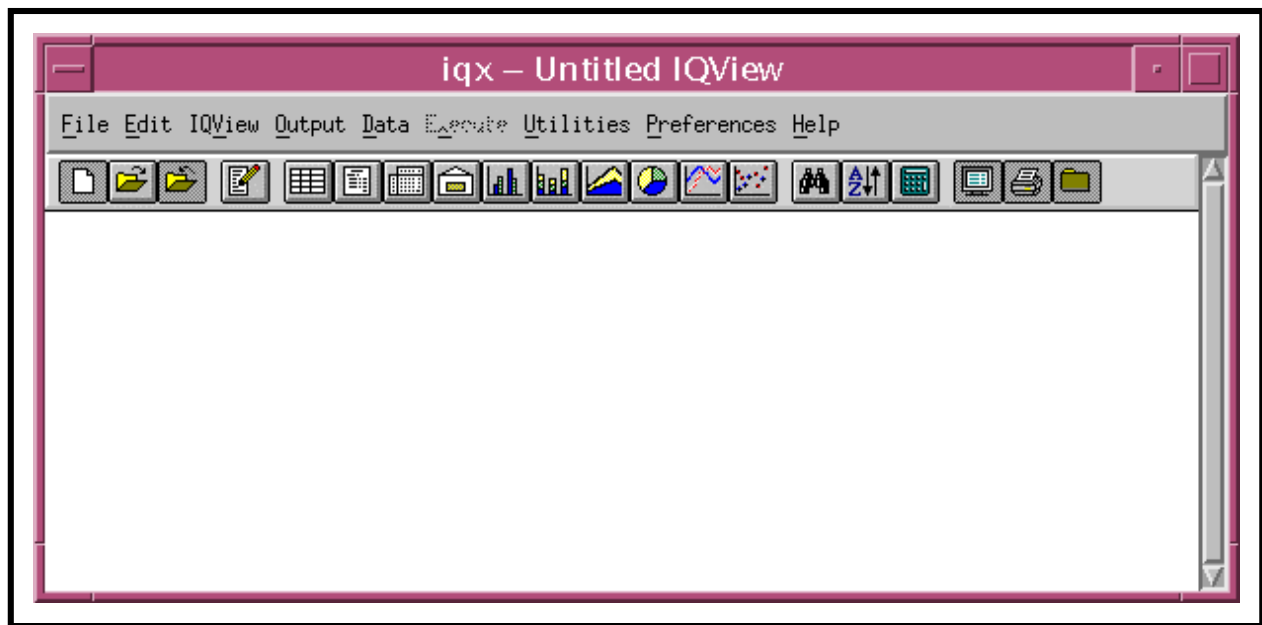 iqx – Untitled IQView
File Edit IQView Output Data Execute Utilities Preferences Help